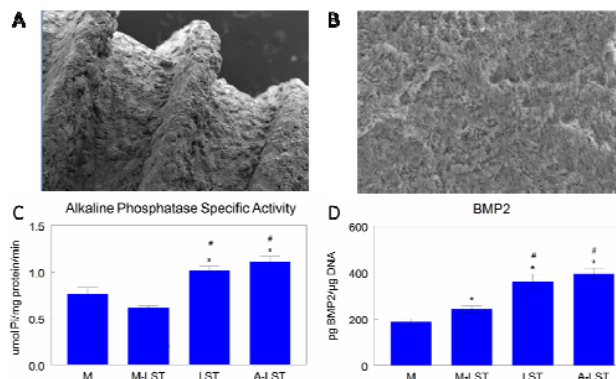 A
B
C
Alkaline Phosphatase Specific Activity
umol Pi/mg protein/min
1.5
1.0
0.5
0.0
*
#
*
#
M
M-LST
LST
A-LST
D
BMP2
pg BMP2/µg DNA
600
400
200
0
*
*
#
*
#
M
M-LST
LST
A-LST